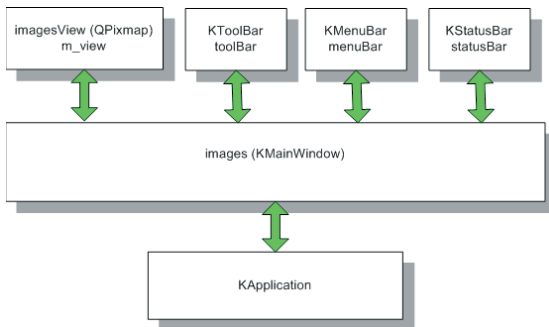 imagesView (QPixmap)
m_view
KToolBar
toolBar
KMenuBar
menuBar
KStatusBar
statusBar
images (KMainWindow)
KApplication